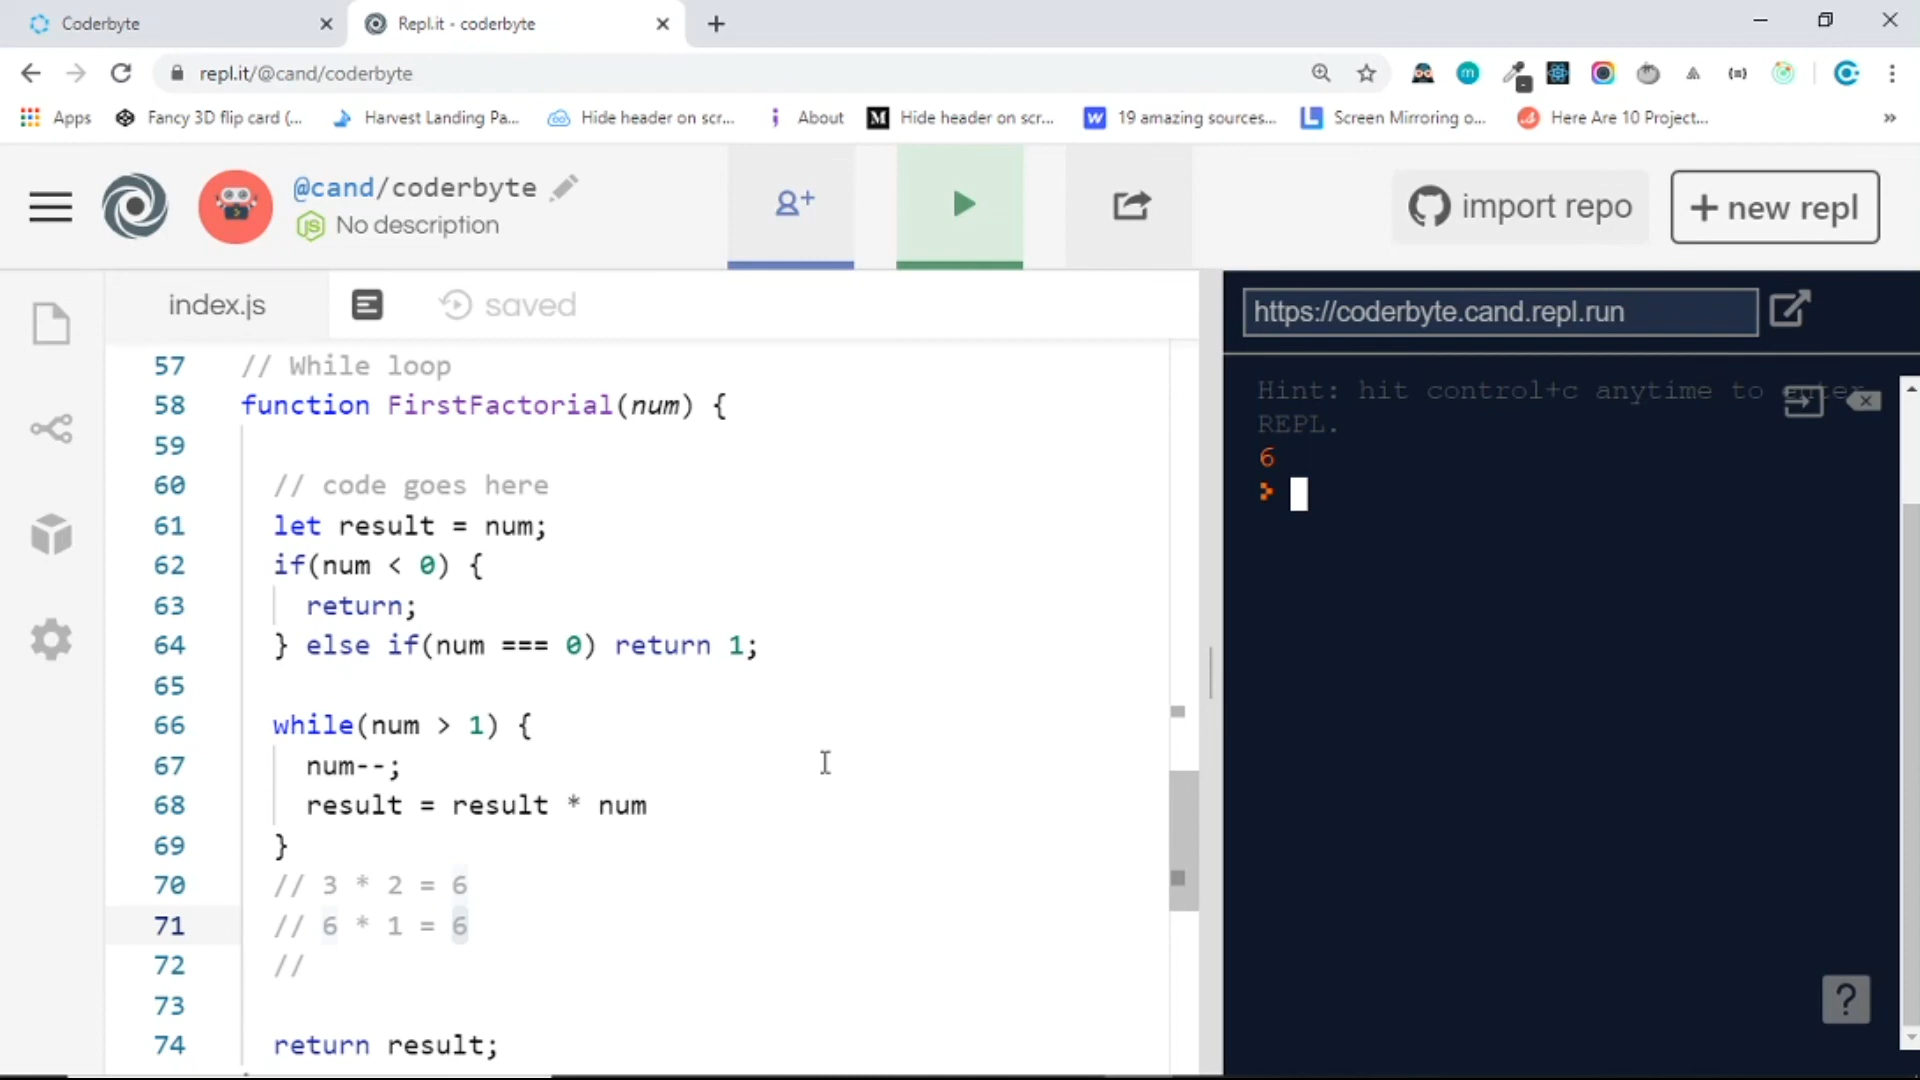 Coderbyte
Repl.it - coderbyte
repl.it/@cand/coderbyte
Apps
Fancy 3D flip card (...
Harvest Landing Pa...
Hide header on scr...
About
M
Hide header on scr...
W
19 amazing sources...
L
Screen Mirroring o...
Here Are 10 Project...
»
@cand/coderbyte
JS
No description
import repo
+ new repl
index.js
saved
57 // While loop
58 function FirstFactorial(num) {
59
60 // code goes here
61 let result = num;
62 if(num < 0) {
63 return;
64 } else if(num === 0) return 1;
65
66 while(num > 1) {
67 num--;
68 result = result * num
69 }
70 // 3 * 2 = 6
71 // 6 * 1 = 6
72 //
73
74 return result;
https://coderbyte.cand.repl.run
Hint: hit control+c anytime to enter
REPL.
6
?